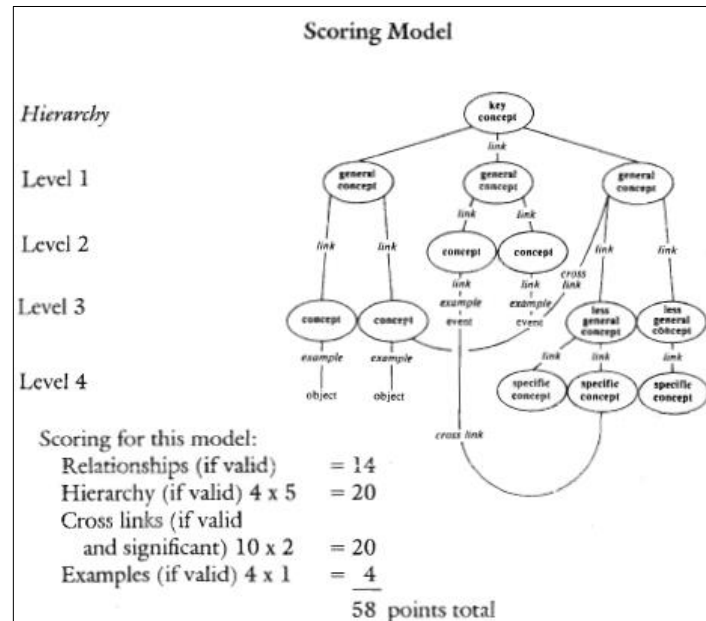 Scoring Model
Hierarchy
key
concept
link
Level 1
general
concept
general
concept
general
concept
link
link
Level 2
link
link
concept
concept
cross
link
link
link
link
link
Level 3
example
example
event
event
concept
concept
less
general
concept
less
general
concept
example
example
link
link
link
Level 4
object
object
specific
concept
specific
concept
specific
concept
cross link
Scoring for this model:
Relationships (if valid) = 14
Hierarchy (if valid) 4 x 5 = 20
Cross links (if valid
and significant) 10 x 2 = 20
Examples (if valid) 4 x 1 = 4
58 points total